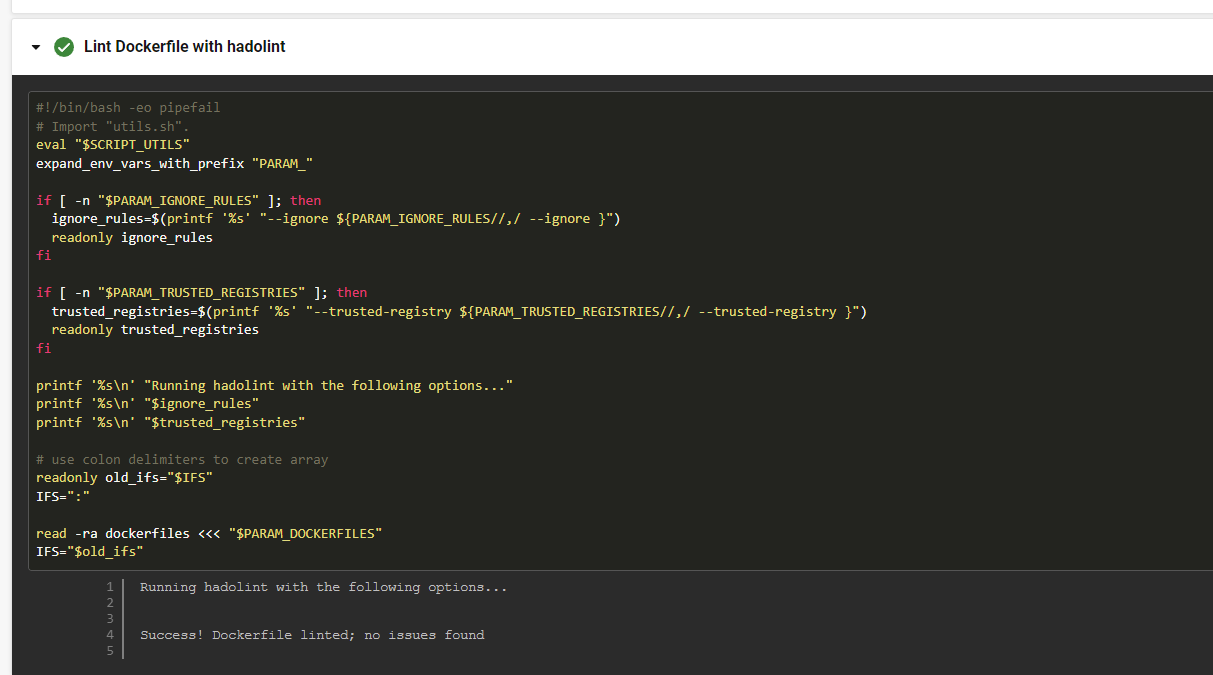 Lint Dockerfile with hadolint
#!/bin/bash -eo pipefail
# Import "utils.sh".
eval "$SCRIPT_UTILS"
expand_env_vars_with_prefix "PARAM_"

if [ -n "$PARAM_IGNORE_RULES" ]; then
  ignore_rules=$(printf '%s' "--ignore ${PARAM_IGNORE_RULES//,/ --ignore }")
  readonly ignore_rules
fi

if [ -n "$PARAM_TRUSTED_REGISTRIES" ]; then
  trusted_registries=$(printf '%s' "--trusted-registry ${PARAM_TRUSTED_REGISTRIES//,/ --trusted-registry }")
  readonly trusted_registries
fi

printf '%s\n' "Running hadolint with the following options..."
printf '%s\n' "$ignore_rules"
printf '%s\n' "$trusted_registries"

# use colon delimiters to create array
readonly old_ifs="$IFS"
IFS=":"

read -ra dockerfiles <<< "$PARAM_DOCKERFILES"
IFS="$old_ifs"
1 Running hadolint with the following options...
2
3
4 Success! Dockerfile linted; no issues found
5